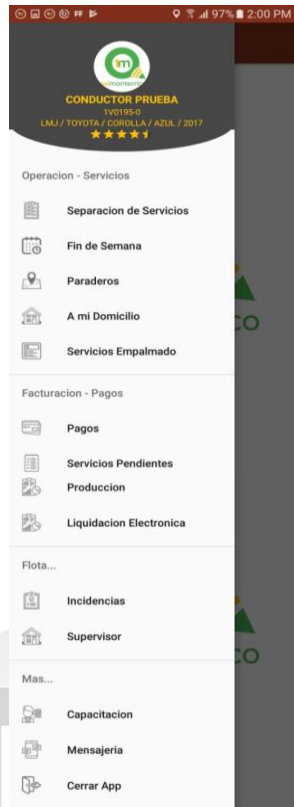 97% 2:00 PM
m
monterrico
CONDUCTOR PRUEBA
1V0195-0
LMJ / TOYOTA / COROLLA / AZUL / 2017
Operacion - Servicios
Separacion de Servicios
Fin de Semana
Paraderos
A mi Domicilio
CO
Servicios Empalmado
Facturacion - Pagos
Pagos
Servicios Pendientes
Produccion
Liquidacion Electronica
Flota...
Incidencias
Supervisor
CO
Mas...
Capacitacion
Mensajeria
Cerrar App